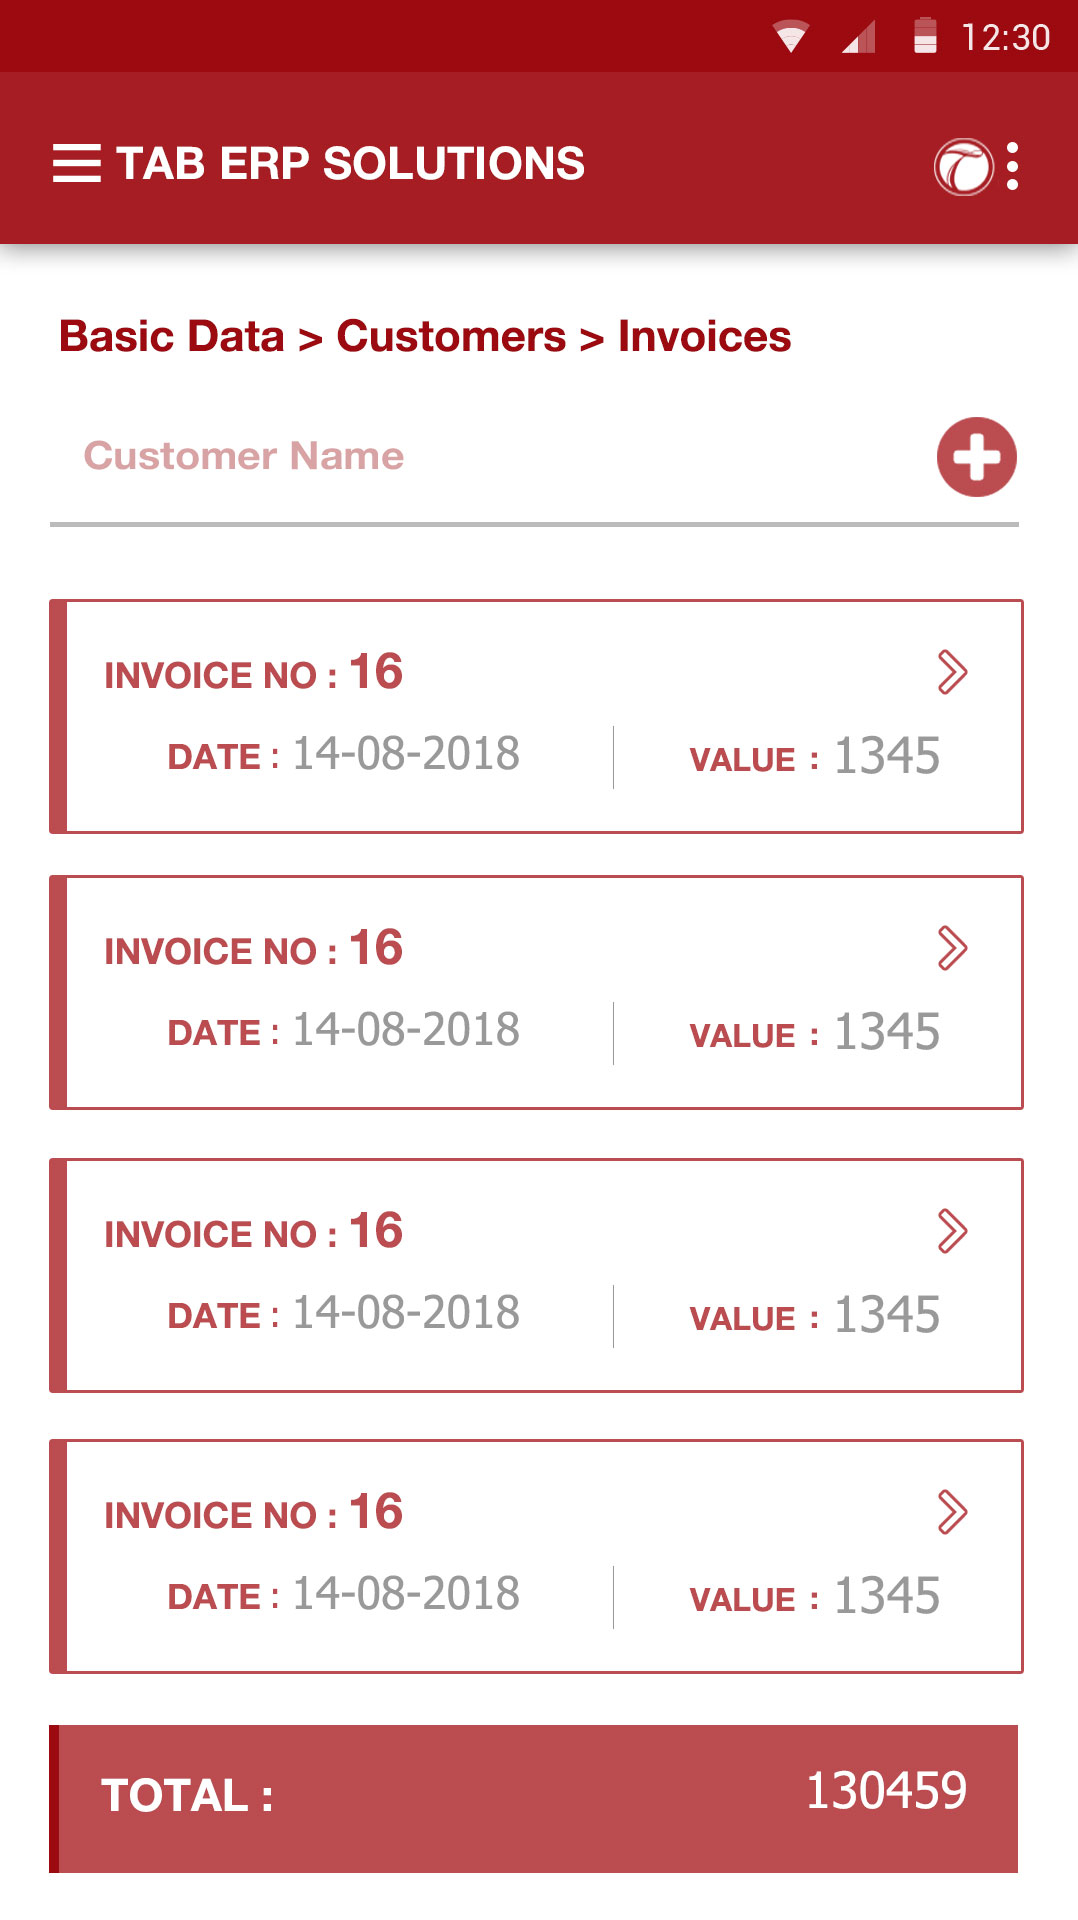 12:30
TAB ERP SOLUTIONS
Basic Data > Customers > Invoices
Customer Name
INVOICE NO : 16
DATE : 14-08-2018 VALUE : 1345
INVOICE NO : 16
DATE : 14-08-2018 VALUE : 1345
INVOICE NO : 16
DATE : 14-08-2018 VALUE : 1345
INVOICE NO : 16
DATE : 14-08-2018 VALUE : 1345
TOTAL : 130459